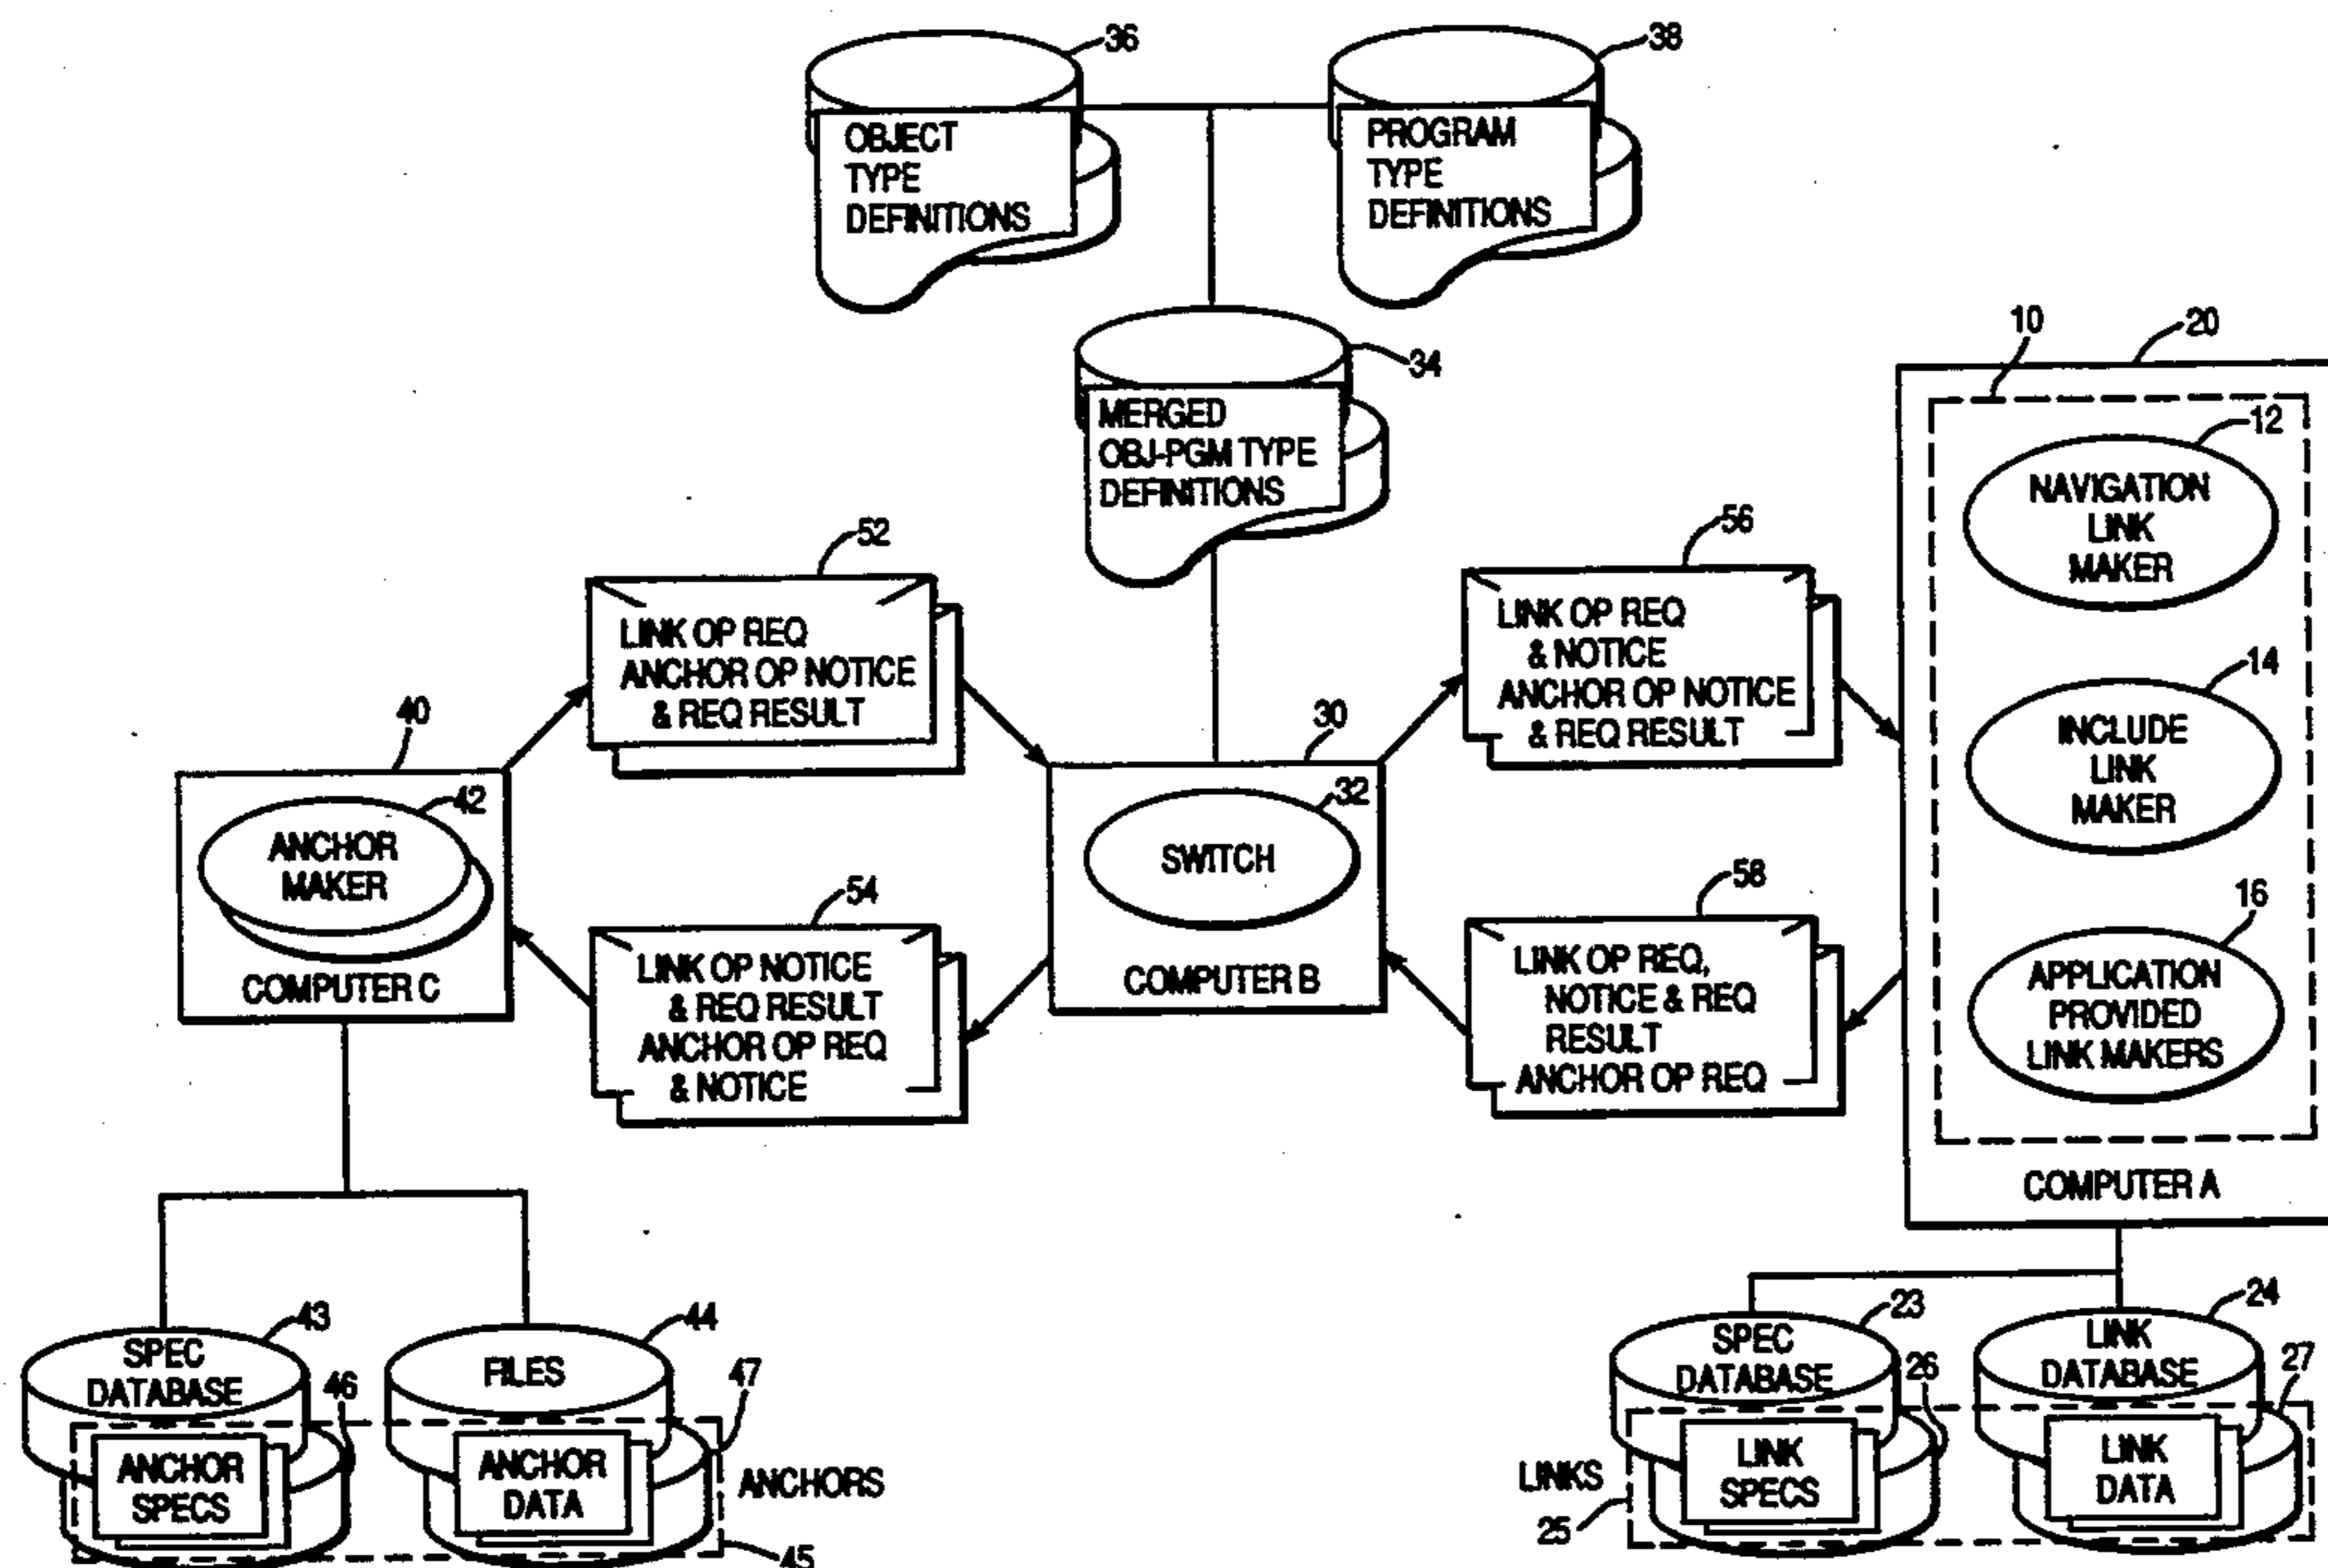 36
38
OBJECT
TYPE
DEFINITIONS
PROGRAM
TYPE
DEFINITIONS
34
MERGED
OBJ-PGM TYPE
DEFINITIONS
10
20
12
NAVIGATION
LINK
MAKER
14
INCLUDE
LINK
MAKER
16
APPLICATION
PROVIDED
LINK MAKERS
COMPUTER A
52
LINK OP REQ
ANCHOR OP NOTICE
& REQ RESULT
56
LINK OP REQ
& NOTICE
ANCHOR OP NOTICE
& REQ RESULT
40
42
ANCHOR
MAKER
COMPUTER C
30
32
SWITCH
COMPUTER B
54
LINK OP NOTICE
& REQ RESULT
ANCHOR OP REQ
& NOTICE
58
LINK OP REQ,
NOTICE & REQ
RESULT
ANCHOR OP REQ
43
SPEC
DATABASE
46
ANCHOR
SPECS
44
FILES
47
ANCHOR
DATA
ANCHORS
45
23
SPEC
DATABASE
26
LINK
SPECS
24
LINK
DATABASE
27
LINK
DATA
LINKS
25